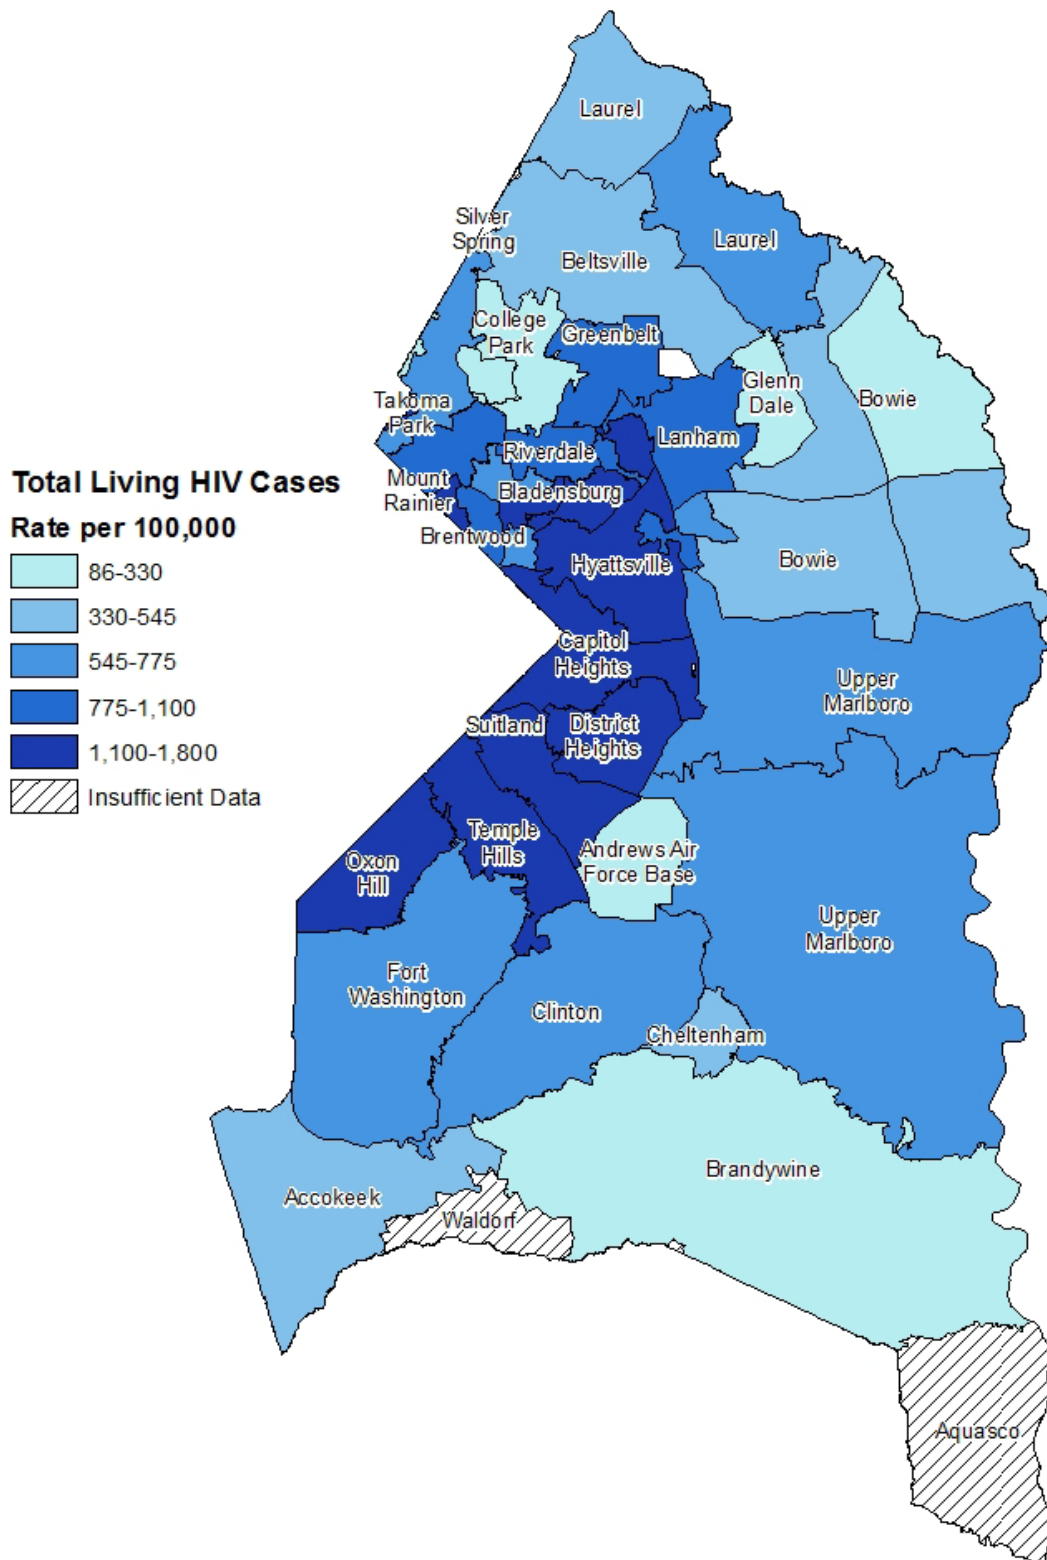 Laurel
Silver
Spring
Laurel
Beltsville
College
Park
Greenbelt
Glenn
Dale
Bowie
Takoma
Park
Lanham
Riverdale
Mount
Rainier
Bladensburg
Brentwood
Hyattsville
Bowie
Capitol
Heights
Upper
Marlboro
Suitland
District
Heights
Temple
Hills
Andrews Air
Force Base
Oxon
Hill
Upper
Marlboro
Fort
Washington
Clinton
Cheltenham
Brandywine
Accokeek
Waldorf
Aquasco
Total Living HIV Cases
Rate per 100,000
86-330
330-545
545-775
775-1,100
1,100-1,800
Insufficient Data